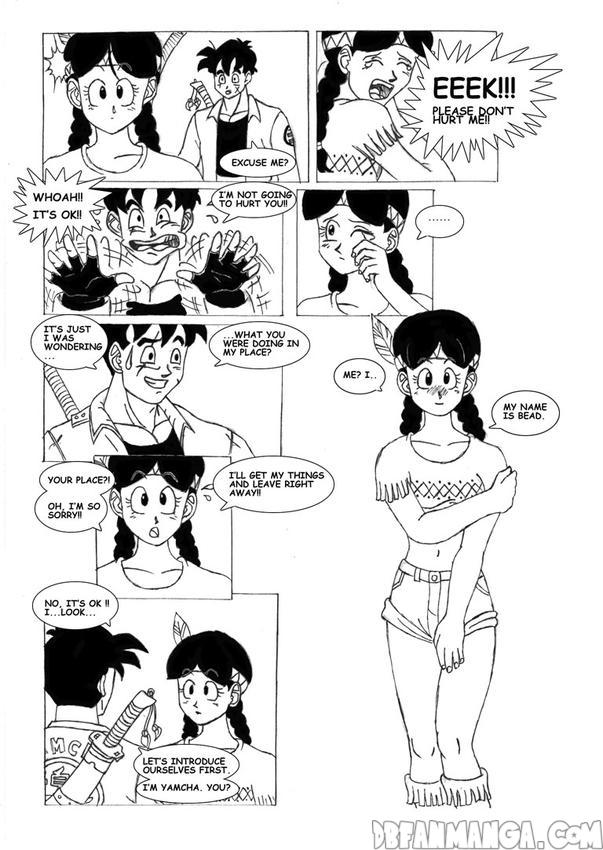 EXCUSE ME?
EEEK!!!
PLEASE DON'T
HURT ME!!
WHOAH!!
IT'S OK!!
I'M NOT GOING
TO HURT YOU!!
......
IT'S JUST
I WAS
WONDERING
...
...WHAT YOU
WERE DOING IN
MY PLACE?
YOUR PLACE?!
OH, I'M SO
SORRY!!
I'LL GET MY THINGS
AND LEAVE RIGHT
AWAY!!
NO, IT'S OK !!
I...LOOK...
AMC
LET'S INTRODUCE
OURSELVES FIRST.
I'M YAMCHA. YOU?
ME? I..
MY NAME
IS BEAD.
DBFANMANGA.COM